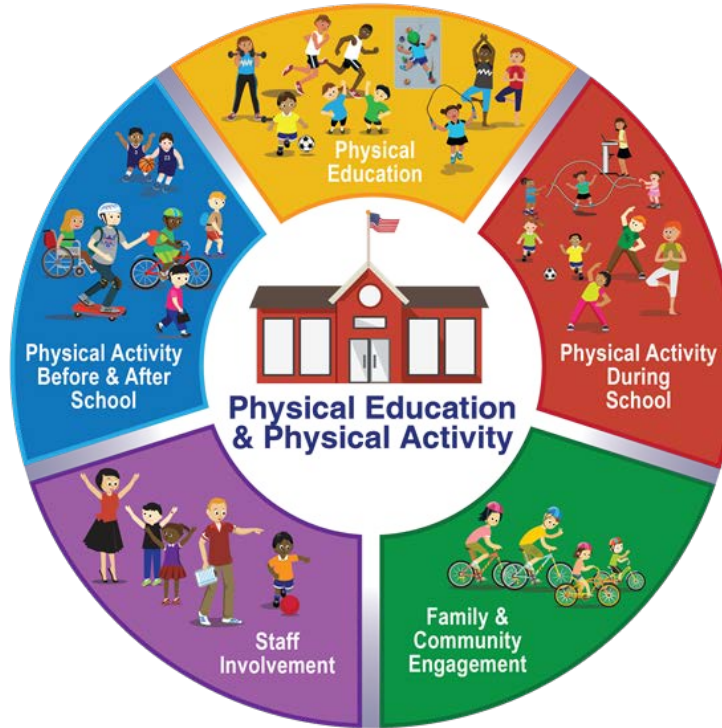 Physical
Education
Physical Activity
During
School
Family &
Community
Engagement
Staff
Involvement
Physical Activity
Before & After
School
Physical Education
& Physical Activity